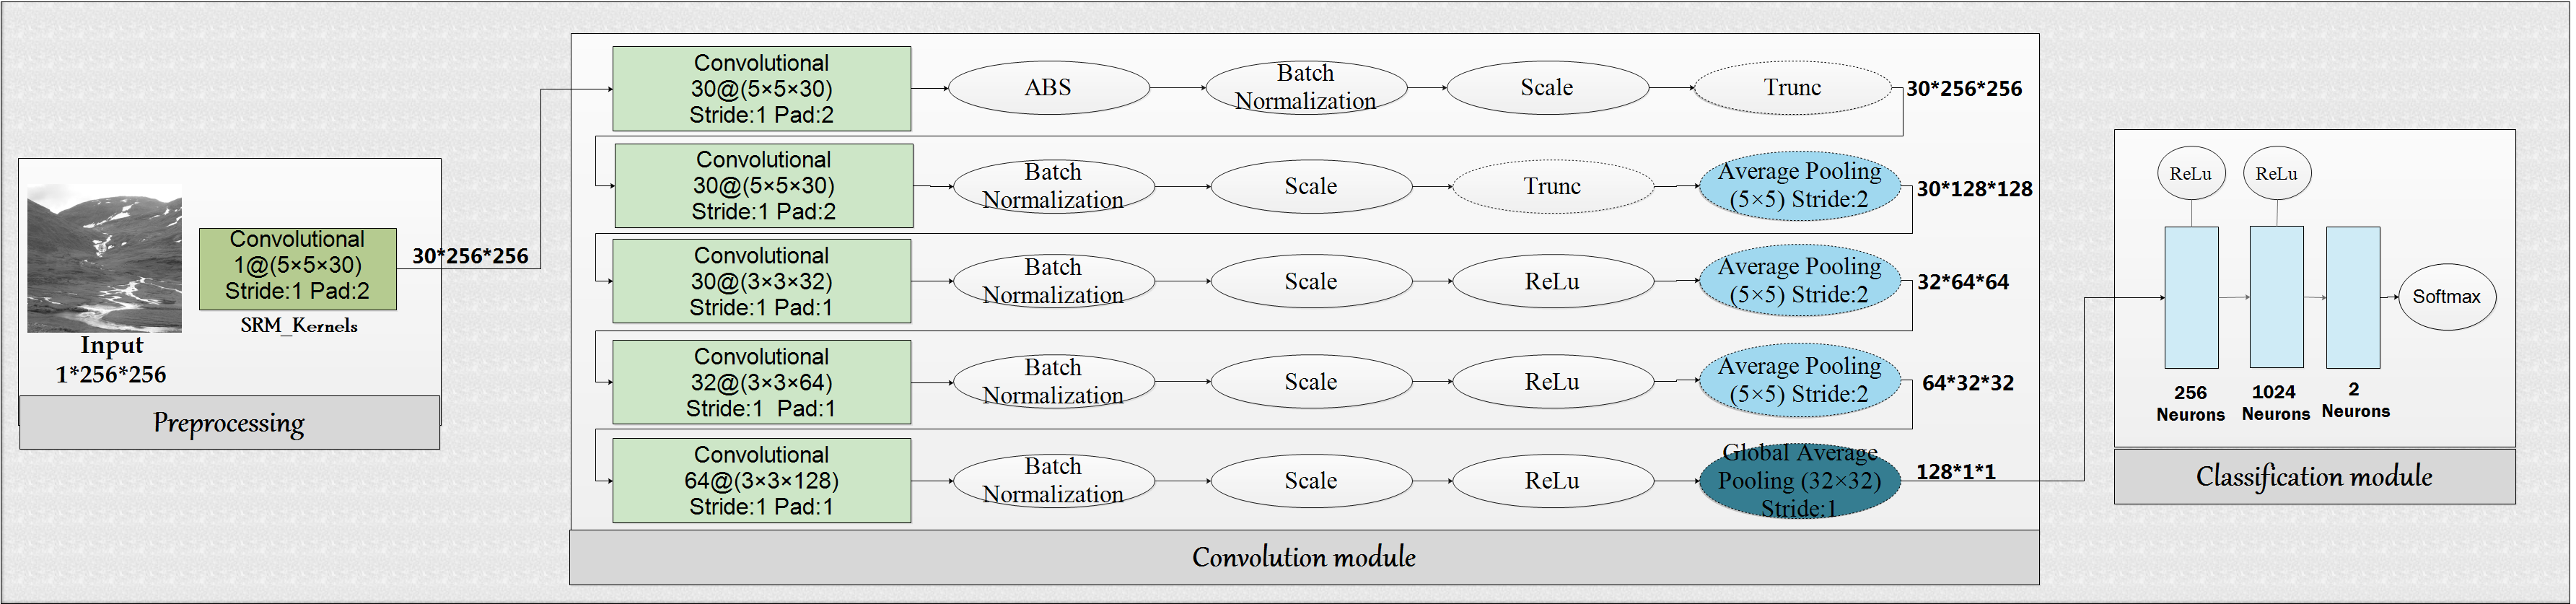 Input
1*256*256
Convolutional
1@(5×5×30)
Stride:1 Pad:2
SRM_Kernels
30*256*256
Preprocessing
Convolutional
30@(5×5×30)
Stride:1 Pad:2
ABS
Batch
Normalization
Scale
Trunc
30*256*256
Convolutional
30@(5×5×30)
Stride:1 Pad:2
Batch
Normalization
Scale
Trunc
Average Pooling
(5×5) Stride:2
30*128*128
Convolutional
30@(3×3×32)
Stride:1 Pad:1
Batch
Normalization
Scale
ReLu
Average Pooling
(5×5) Stride:2
32*64*64
Convolutional
32@(3×3×64)
Stride:1 Pad:1
Batch
Normalization
Scale
ReLu
Average Pooling
(5×5) Stride:2
64*32*32
Convolutional
64@(3×3×128)
Stride:1 Pad:1
Batch
Normalization
Scale
ReLu
Global Average
Pooling (32×32)
Stride:1
128*1*1
Convolution module
ReLu
ReLu
Softmax
256
Neurons
1024
Neurons
2
Neurons
Classification module